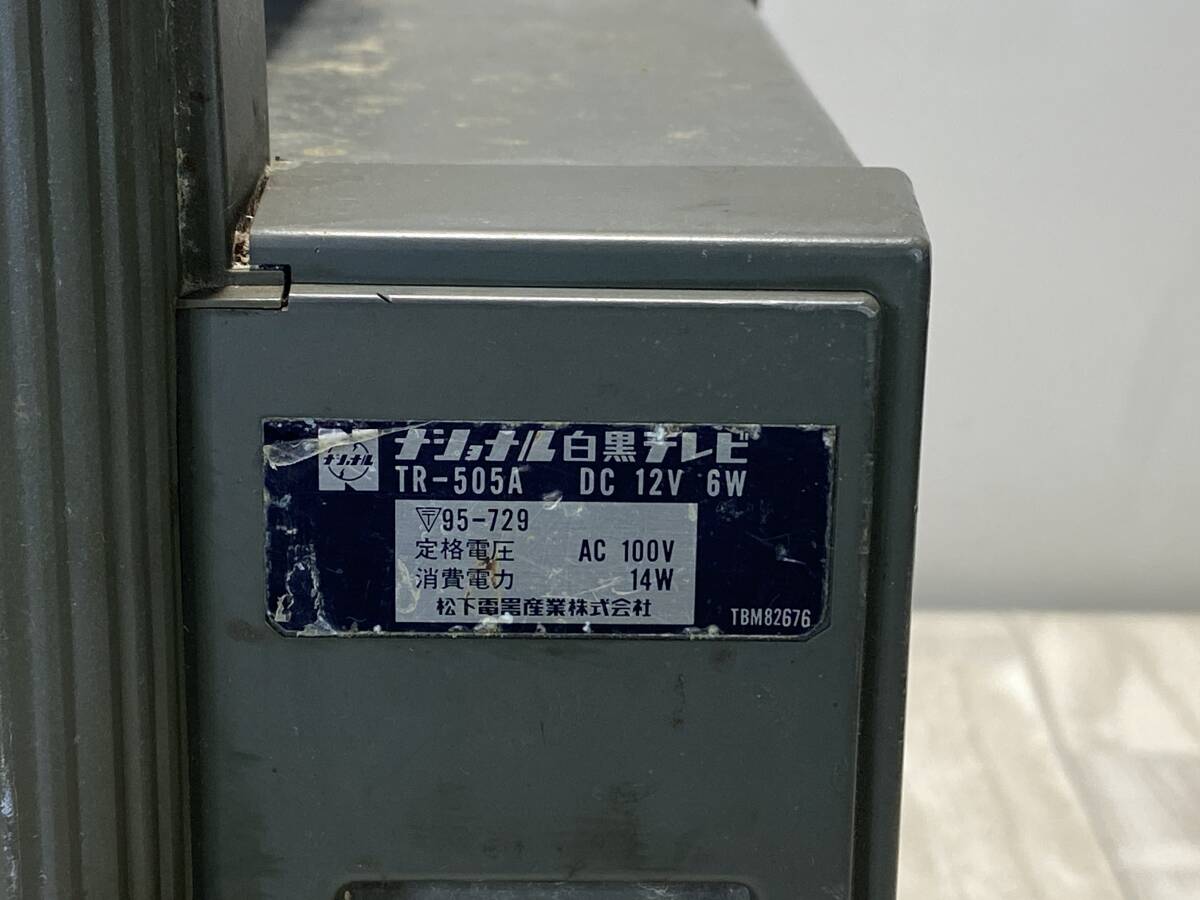 ナショナル
ナショナル白黒テレビ
TR-505A DC 12V 6W
〒95-729
定格電圧 AC 100V
消費電力 14W
松下電器産業株式会社
TBM82676